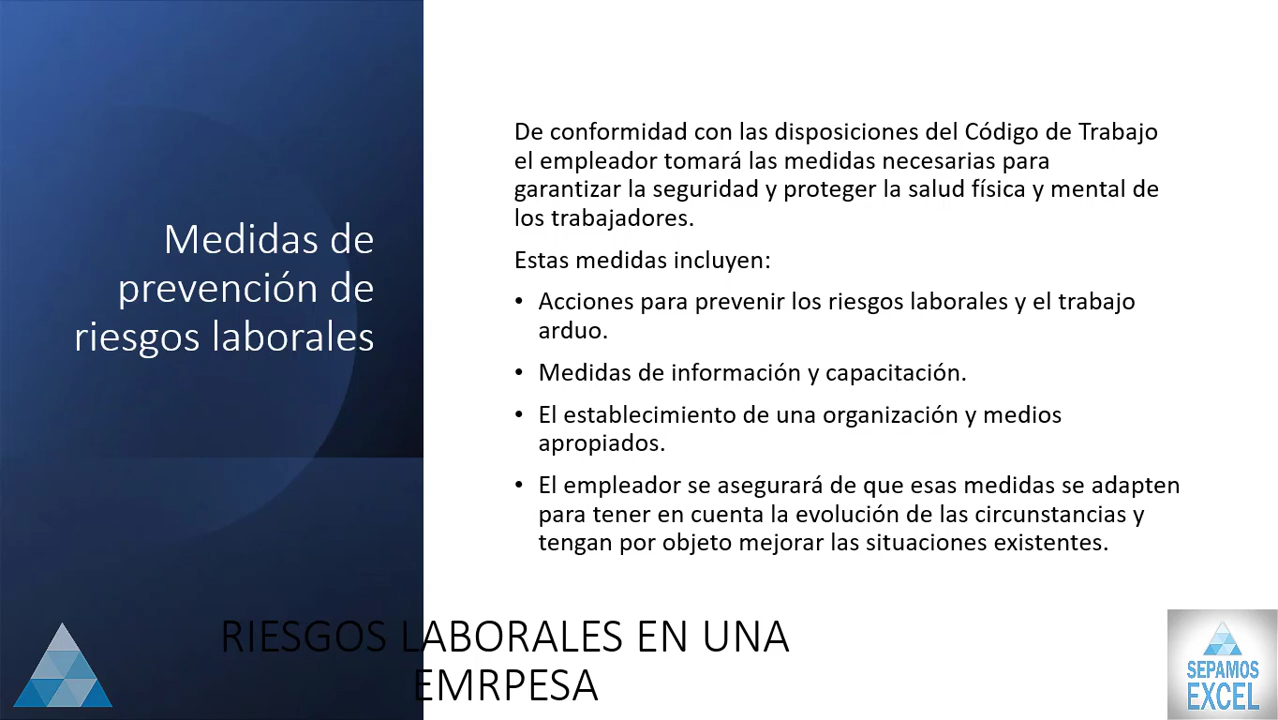 Medidas de
prevención de
riesgos laborales
De conformidad con las disposiciones del Código de Trabajo
el empleador tomará las medidas necesarias para
garantizar la seguridad y proteger la salud física y mental de
los trabajadores.
Estas medidas incluyen:
• Acciones para prevenir los riesgos laborales y el trabajo
arduo.
• Medidas de información y capacitación.
• El establecimiento de una organización y medios
apropiados.
• El empleador se asegurará de que esas medidas se adapten
para tener en cuenta la evolución de las circunstancias y
tengan por objeto mejorar las situaciones existentes.
RIESGOS LABORALES EN UNA
EMRPESA
SEPAMOS
EXCEL